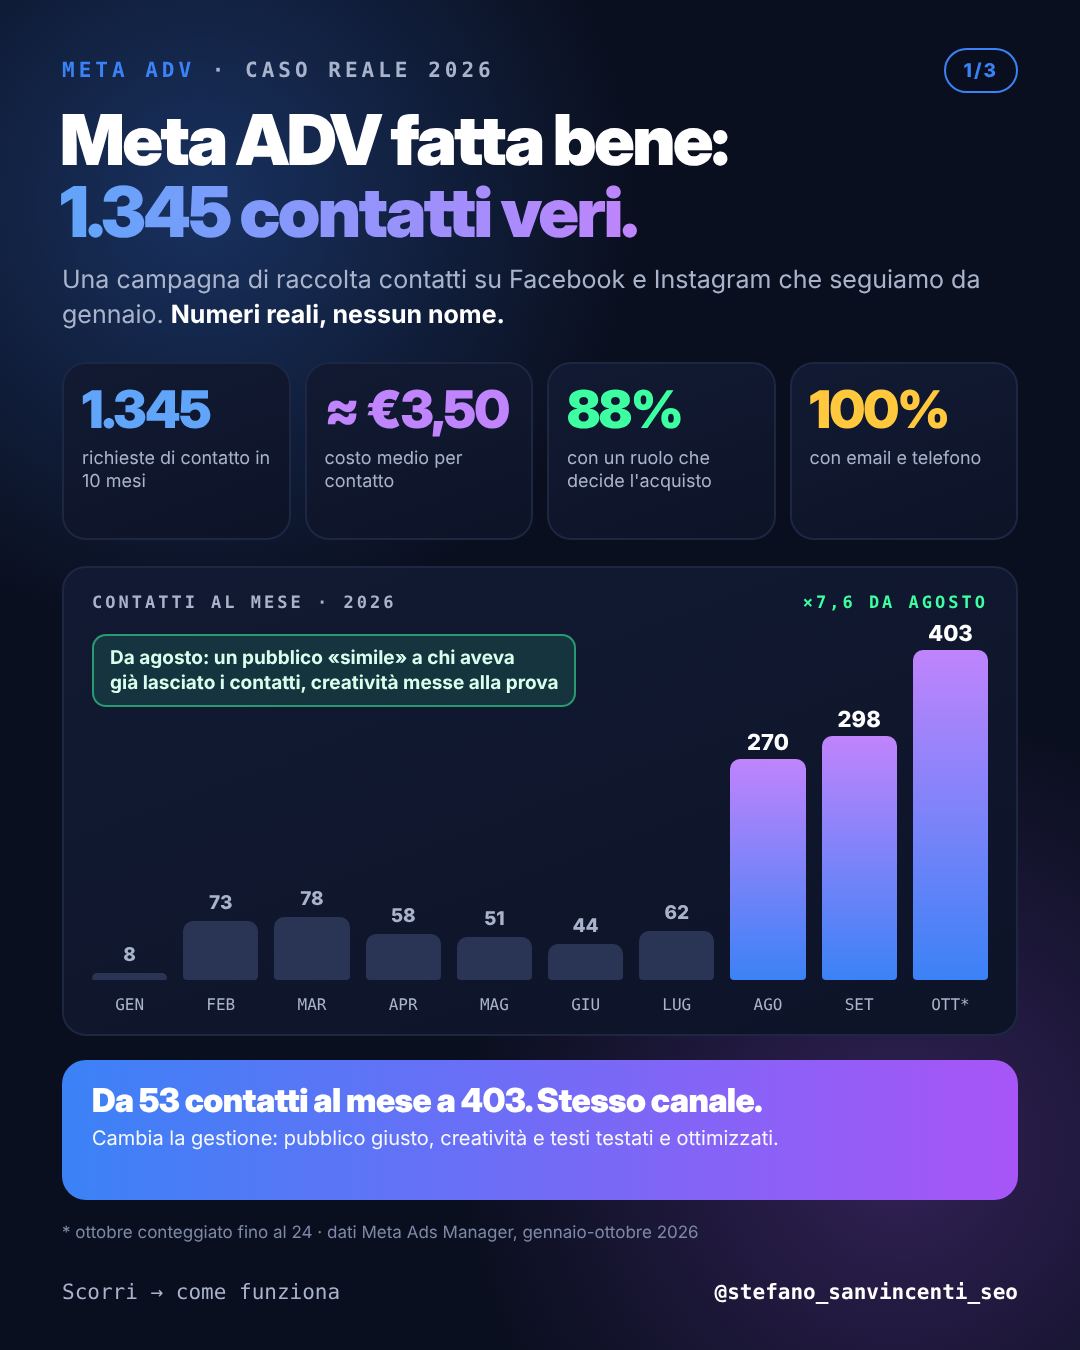 META ADV · CASO REALE 2026
1/3
Meta ADV fatta bene:
1.345 contatti veri.
Una campagna di raccolta contatti su Facebook e Instagram che seguiamo da
gennaio. Numeri reali, nessun nome.
1.345
richieste di contatto in
10 mesi
≈ €3,50
costo medio per
contatto
88%
con un ruolo che
decide l'acquisto
100%
con email e telefono
CONTATTI AL MESE · 2026
×7,6 DA AGOSTO
Da agosto: un pubblico «simile» a chi aveva
già lasciato i contatti, creatività messe alla prova
8
73
78
58
51
44
62
270
298
403
GEN
FEB
MAR
APR
MAG
GIU
LUG
AGO
SET
OTT*
Da 53 contatti al mese a 403. Stesso canale.
Cambia la gestione: pubblico giusto, creatività e testi testati e ottimizzati.
* ottobre conteggiato fino al 24 · dati Meta Ads Manager, gennaio-ottobre 2026
Scorri → come funziona
@stefano_sanvincenti_seo